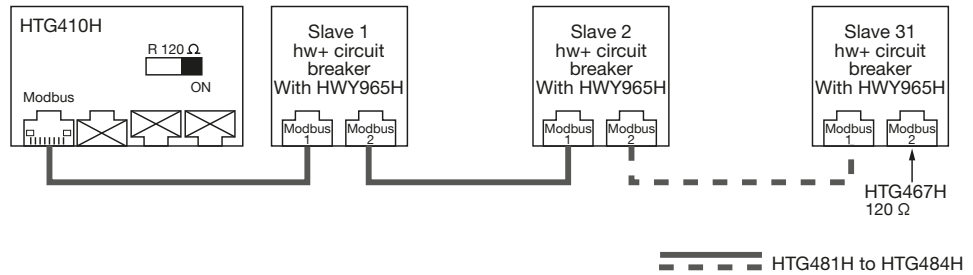 HTG410H
R 120 Ω
ON
Modbus
Slave 1
hw+ circuit
breaker
With HWY965H
Modbus
1
Modbus
2
Slave 2
hw+ circuit
breaker
With HWY965H
Modbus
1
Modbus
2
Slave 31
hw+ circuit
breaker
With HWY965H
Modbus
1
Modbus
2
HTG467H
120 Ω
HTG481H to HTG484H